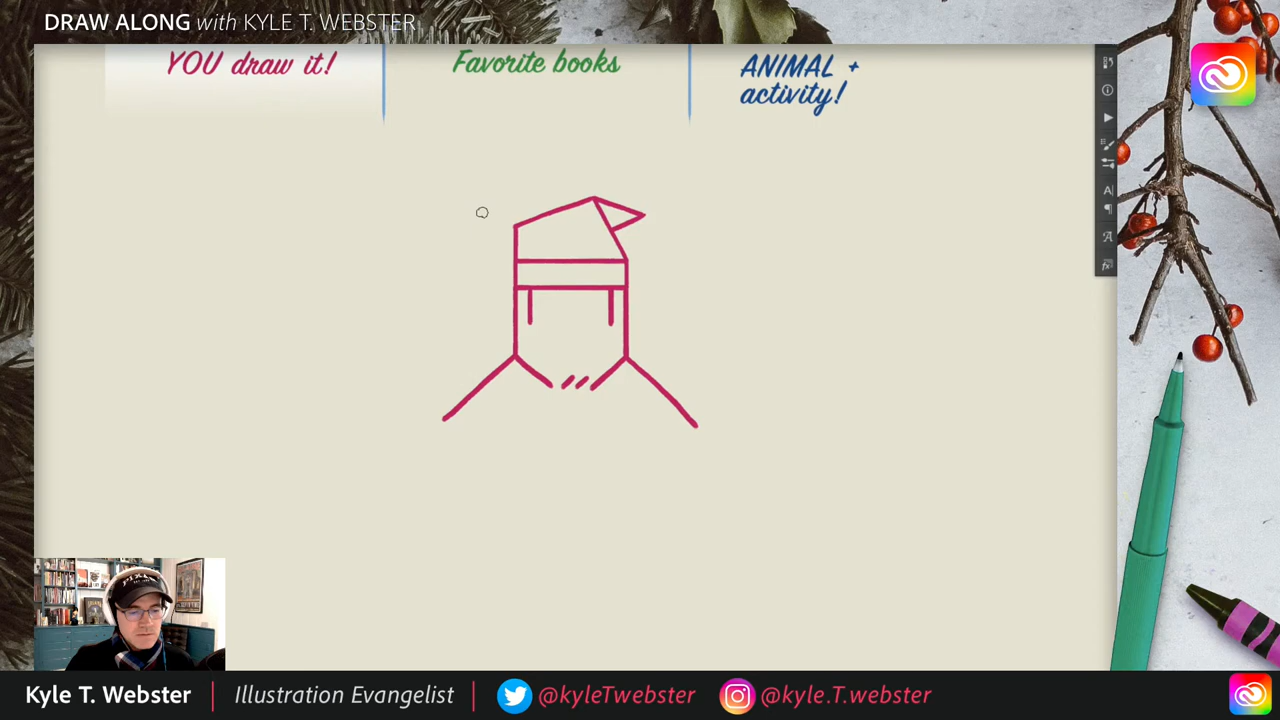 DRAW ALONG with KYLE T. WEBSTER
YOU draw it!
Favorite books
ANIMAL +
activity!
Kyle T. Webster | Illustration Evangelist | @kyleTwebster @kyle.T.webster